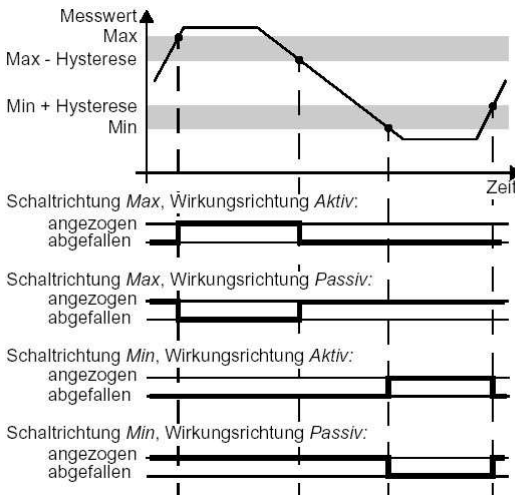 Messwert
Max
Max - Hysterese
Min + Hysterese
Min
Zeit
Schaltrichtung Max, Wirkungsrichtung Aktiv:
angezogen
abgefallen
Schaltrichtung Max, Wirkungsrichtung Passiv:
angezogen
abgefallen
Schaltrichtung Min, Wirkungsrichtung Aktiv:
angezogen
abgefallen
Schaltrichtung Min, Wirkungsrichtung Passiv:
angezogen
abgefallen